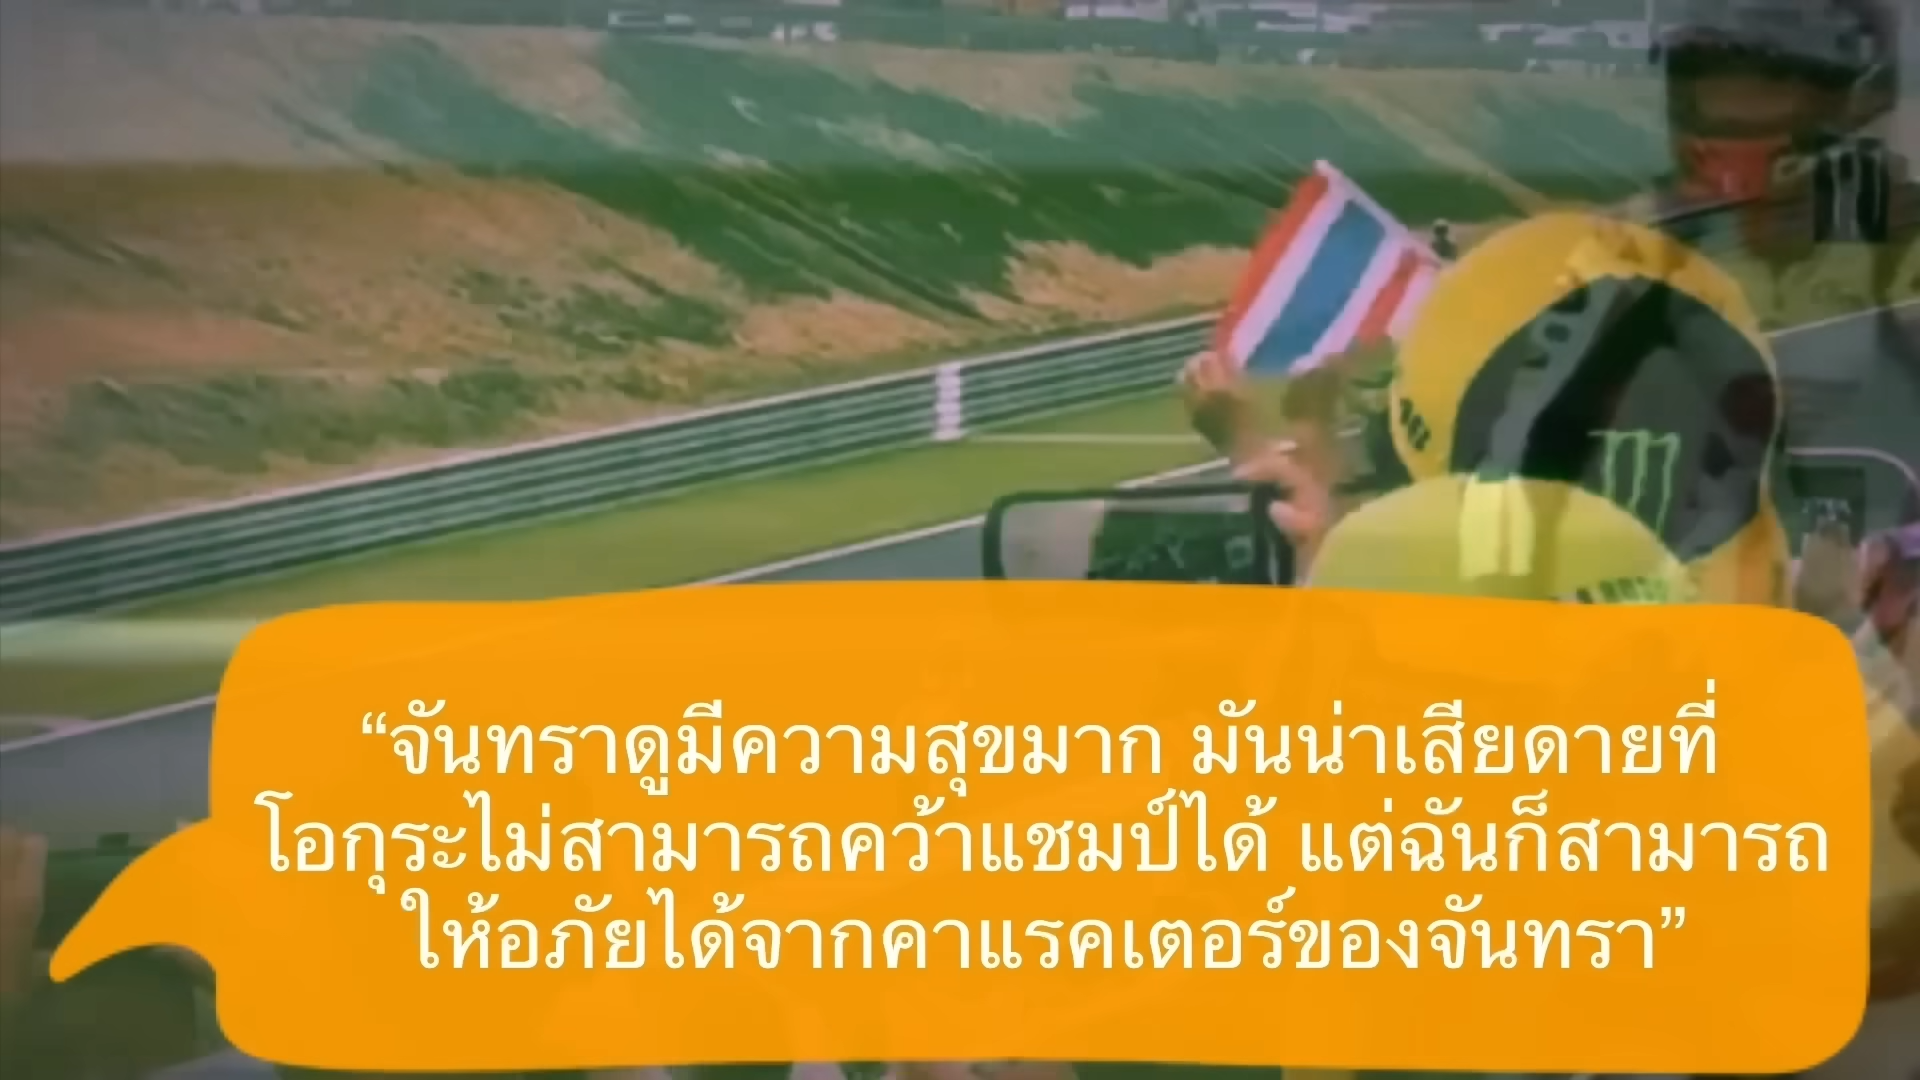 “จันทราดูมีความสุขมาก มันน่าเสียดายที่
โอกุระไม่สามารถคว้าแชมป์ได้ แต่ฉันก็สามารถ
ให้อภัยได้จากคาแรคเตอร์ของจันทรา”